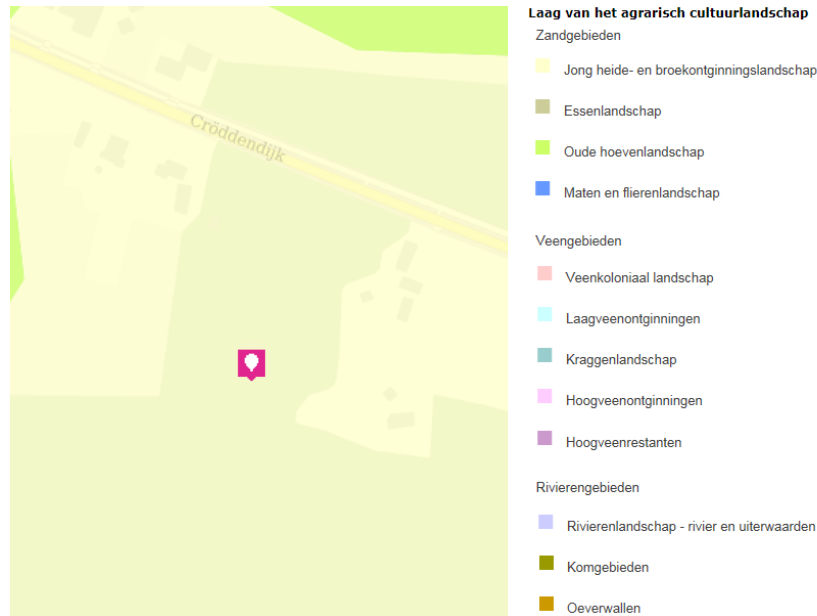 Cröddendijk
Laag van het agrarisch cultuurlandschap
Zandgebieden
Jong heide- en broekontginningslandschap
Essenlandschap
Oude hoevenlandschap
Maten en flierenlandschap
Veengebieden
Veenkoloniaal landschap
Laagveenontginningen
Kraggenlandschap
Hoogveenontginningen
Hoogveenrestanten
Rivierengebieden
Rivierenlandschap - rivier en uiterwaarden
Komgebieden
Oeverwallen